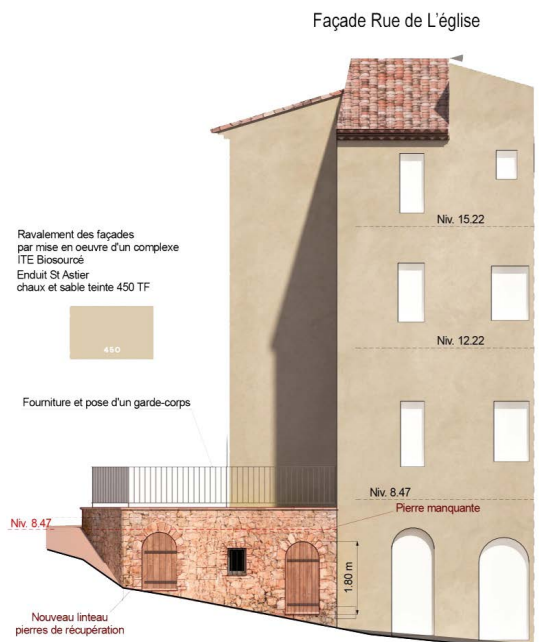 Façade Rue de L'église
Niv. 15.22
Ravalement des façades
par mise en oeuvre d'un complexe
ITE Biosourcé
Enduit St Astier
chaux et sable teinte 450 TF
450
Niv. 12.22
Fourniture et pose d'un garde-corps
Niv. 8.47
Pierre manquante
Niv. 8.47
1.80 m
Nouveau linteau
pierres de récupération